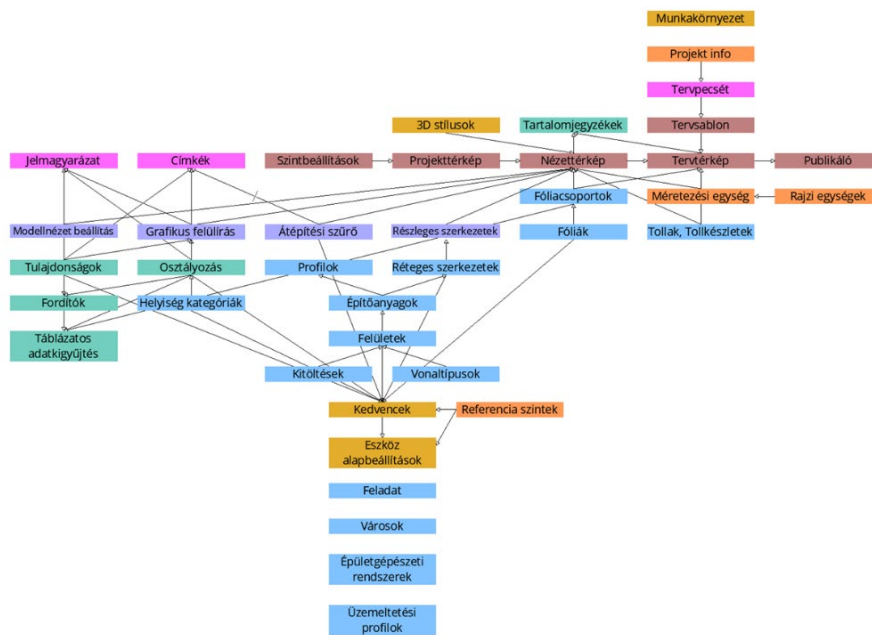 Munkakörnyezet
Projekt info
Tervpecsét
3D stílusok
Tartalomjegyzékek
Tervsablon
Jelmagyarázat
Címkék
Szintbeállítások
Projekttérkép
Nézettérkép
Tervtérkép
Publikáló
Fóliacsoportok
Méretezési egység
Rajzi egységek
Modellnézet beállítás
Grafikus felülírás
Átépítési szűrő
Részleges szerkezetek
Fóliák
Tollak, Tollkészletek
Tulajdonságok
Osztályozás
Profilok
Réteges szerkezetek
Fordítók
Helyiség kategóriák
Építőanyagok
Táblázatos
adatkigyűjtés
Felületek
Kitöltések
Vonaltípusok
Kedvencek
Referencia szintek
Eszköz
alapbeállítások
Feladat
Városok
Épületgépészeti
rendszerek
Üzemeltetési
profilok